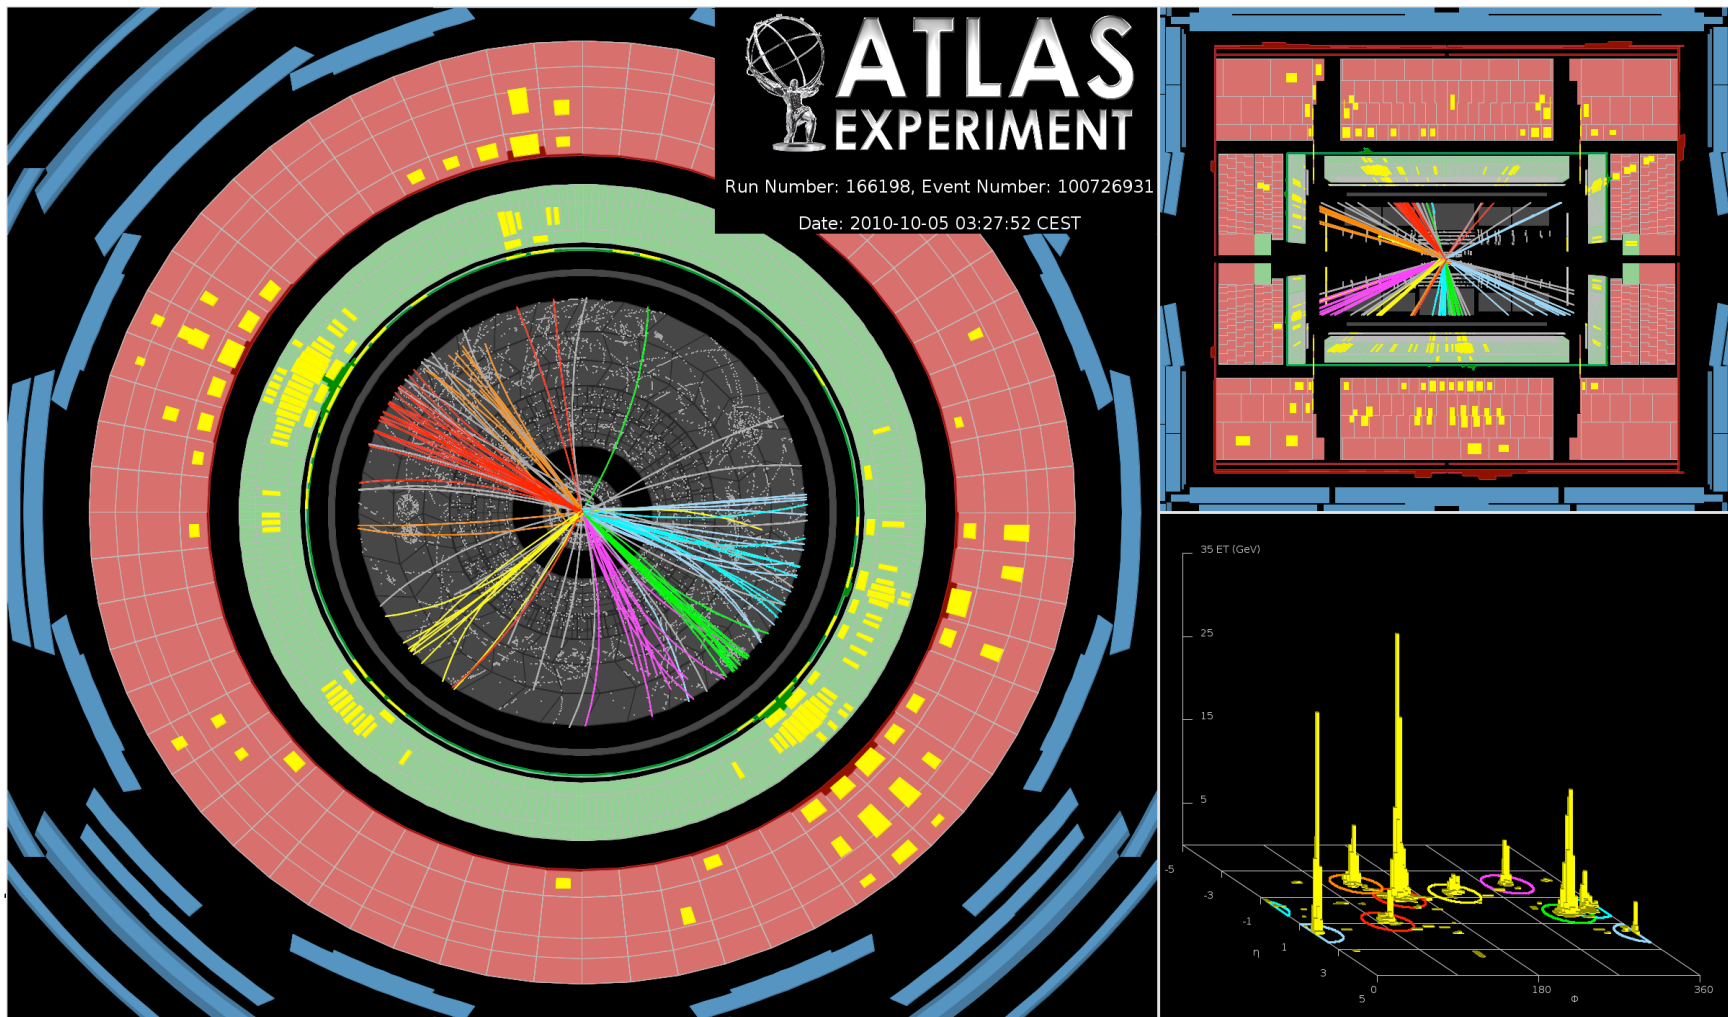 ATLAS
EXPERIMENT
Run Number: 166198, Event Number: 100726931
Date: 2010-10-05 03:27:52 CEST
35 ET (GeV)
25
15
5
-5
-3
-1
η 1
3
5
0
180
Φ
360